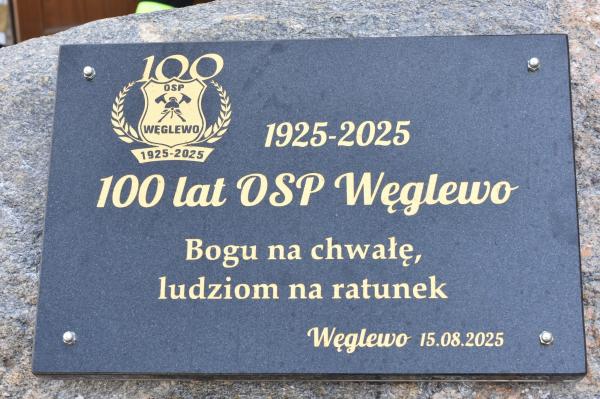 100
OSP
WĘGLEWO
1925-2025
1925-2025
100 lat OSP Węglewo
Bogu na chwałę,
ludziom na ratunek
Węglewo 15.08.2025